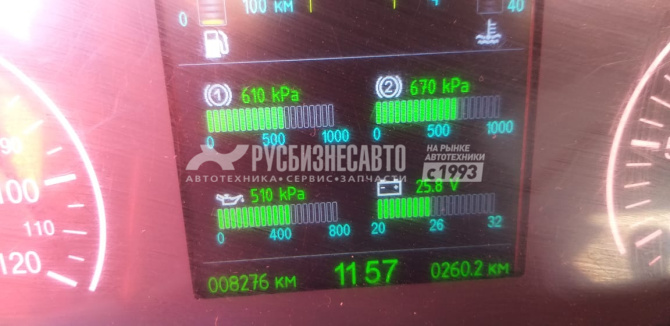 0 100 км 40
1 610 kPa 2 670 kPa
0 500 1000 0 500 1000
РУСБИЗНЕСАВТО НА РЫНКЕ
АВТОТЕХНИКИ
с 1993
АВТОТЕХНИКА•СЕРВИС•ЗАПЧАСТИ
510 kPa 25.8 V
0 400 800 20 26 32
008276 км 11 57 0260.2 км
100
110
120